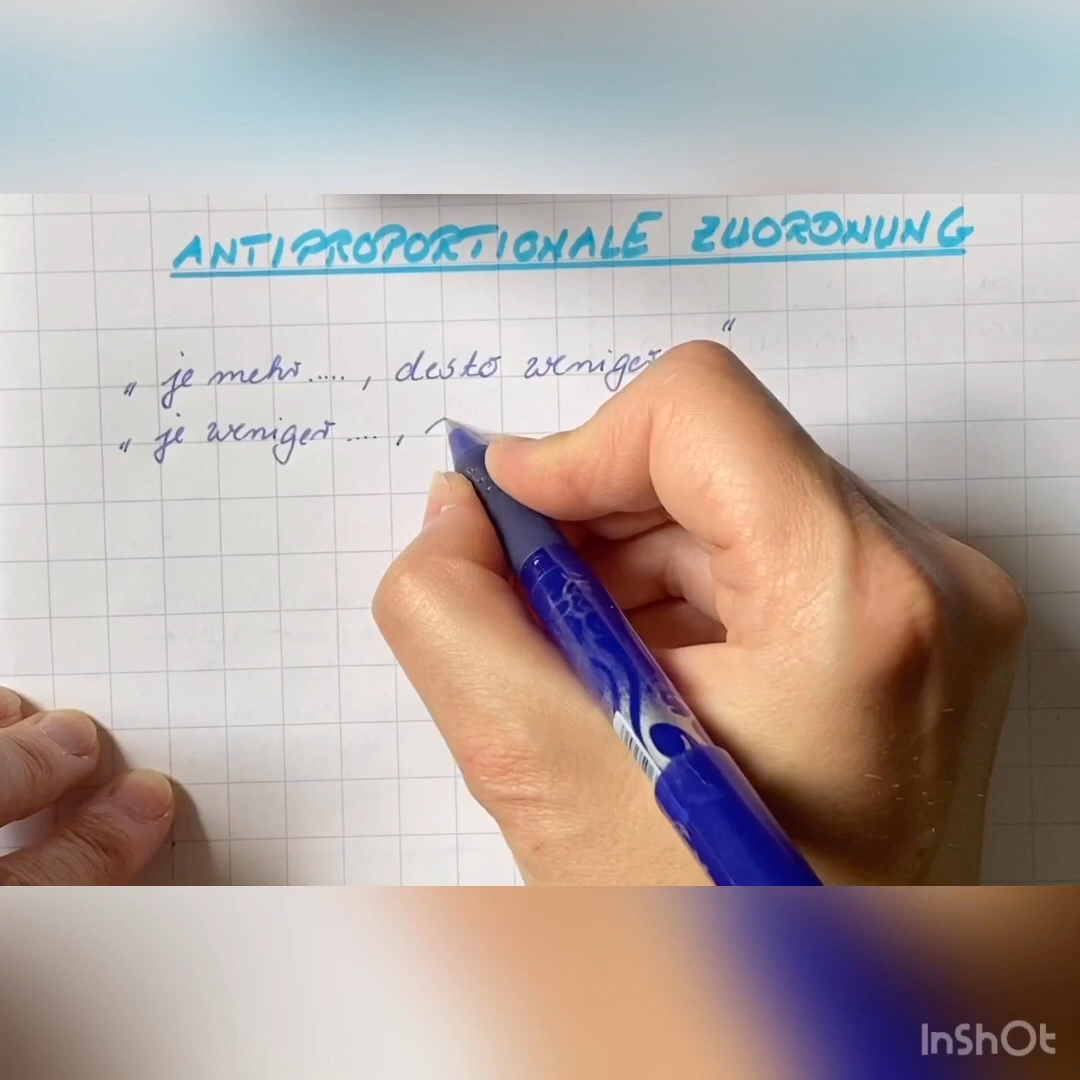 ANTIPROPORTIONALE ZUORDNUNG
„ je mehr....., desto weniger "
„ je weniger ....,
InShOt